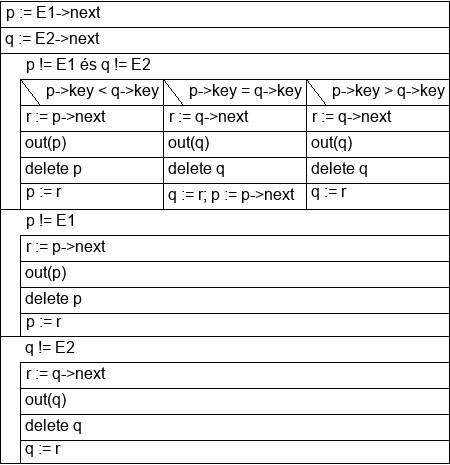 p := E1->next
q := E2->next
p != E1 és q != E2
p->key < q->key p->key = q->key p->key > q->key
r := p->next r := q->next r := q->next
out(p) out(q) out(q)
delete p delete q delete q
p := r q := r; p := p->next q := r
p != E1
r := p->next
out(p)
delete p
p := r
q != E2
r := q->next
out(q)
delete q
q := r